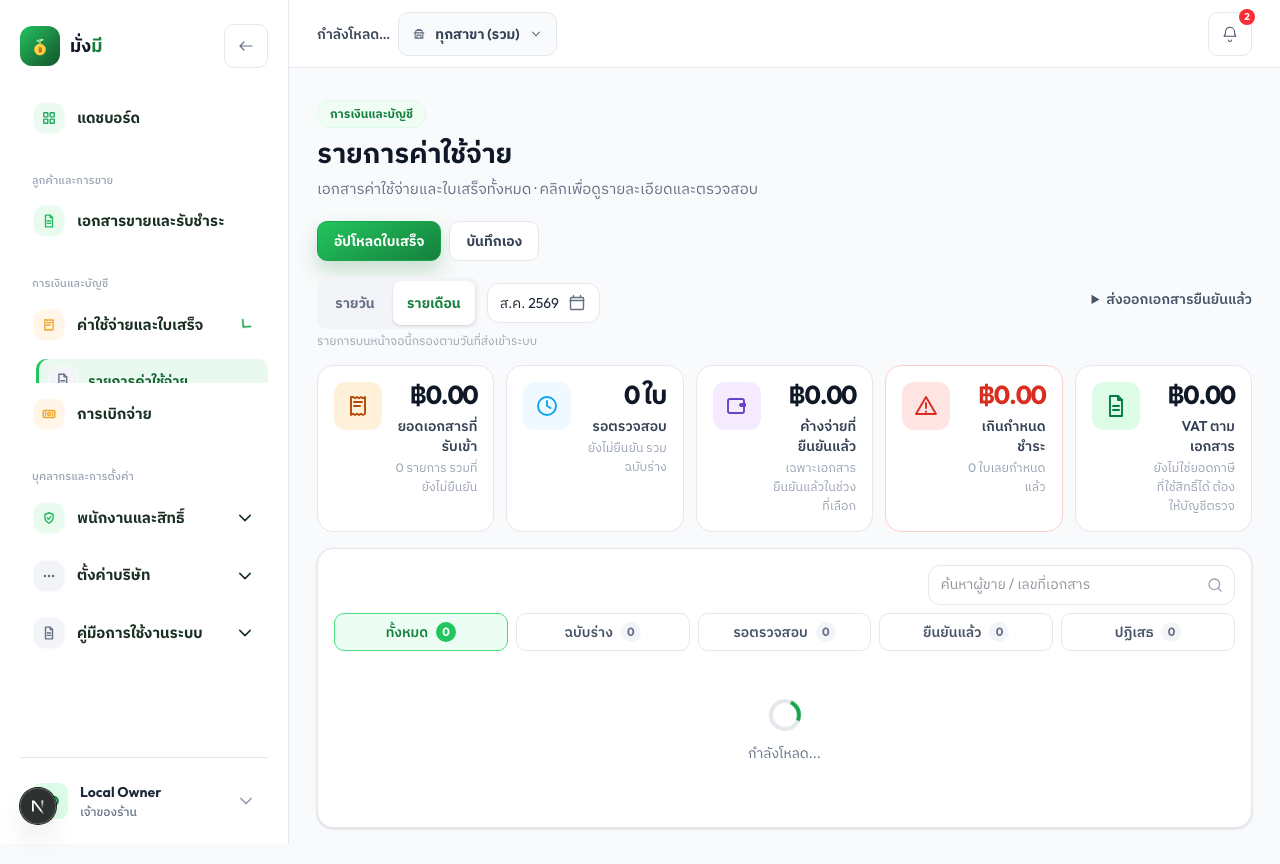 มั่งมี
แดชบอร์ด
ลูกค้าและการขาย
เอกสารขายและรับชำระ
การเงินและบัญชี
ค่าใช้จ่ายและใบเสร็จ
รายการค่าใช้จ่าย
การเบิกจ่าย
บุคลากรและการตั้งค่า
พนักงานและสิทธิ์
ตั้งค่าบริษัท
คู่มือการใช้งานระบบ
N
Local Owner
เจ้าของร้าน
กำลังโหลด...
ทุกสาขา (รวม)
2
การเงินและบัญชี
รายการค่าใช้จ่าย
เอกสารค่าใช้จ่ายและใบเสร็จทั้งหมด · คลิกเพื่อดูรายละเอียดและตรวจสอบ
อัปโหลดใบเสร็จ
บันทึกเอง
รายวัน
รายเดือน
ส.ค. 2569
ส่งออกเอกสารยืนยันแล้ว
รายการบนหน้าจอนี้กรองตามวันที่ส่งเข้าระบบ
฿0.00
ยอดเอกสารที่
รับเข้า
0 รายการ รวมที่
ยังไม่ยืนยัน
0 ใบ
รอตรวจสอบ
ยังไม่ยืนยัน รวม
ฉบับร่าง
฿0.00
ค้างจ่ายที่
ยืนยันแล้ว
เฉพาะเอกสาร
ยืนยันแล้วในช่วง
ที่เลือก
฿0.00
เกินกำหนด
ชำระ
0 ใบเลยกำหนด
แล้ว
฿0.00
VAT ตาม
เอกสาร
ยังไม่ใช่ยอดภาษี
ที่ใช้สิทธิ์ได้ ต้อง
ให้บัญชีตรวจ
ค้นหาผู้ขาย / เลขที่เอกสาร
ทั้งหมด 0
ฉบับร่าง 0
รอตรวจสอบ 0
ยืนยันแล้ว 0
ปฏิเสธ 0
กำลังโหลด...